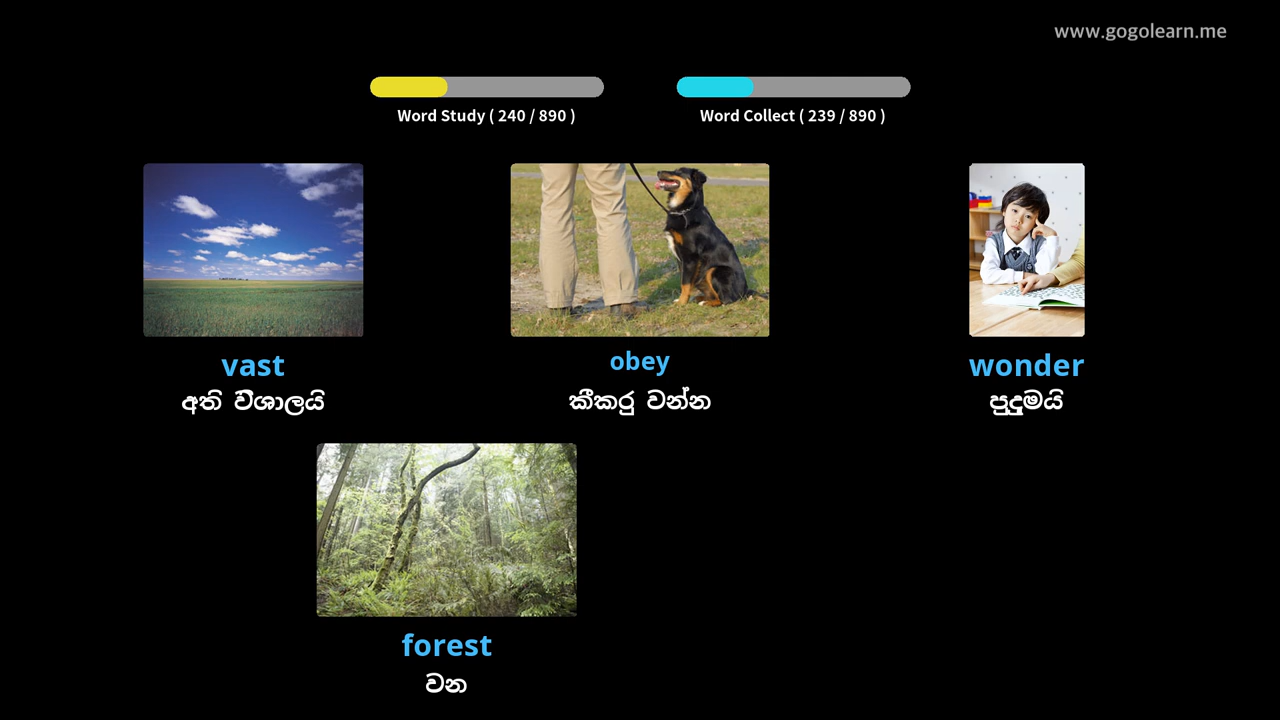 www.gogolearn.me
Word Study ( 240 / 890 )
Word Collect ( 239 / 890 )
vast
අති විශාලයි
obey
කීකරු වන්න
wonder
පුදුමයි
forest
වන